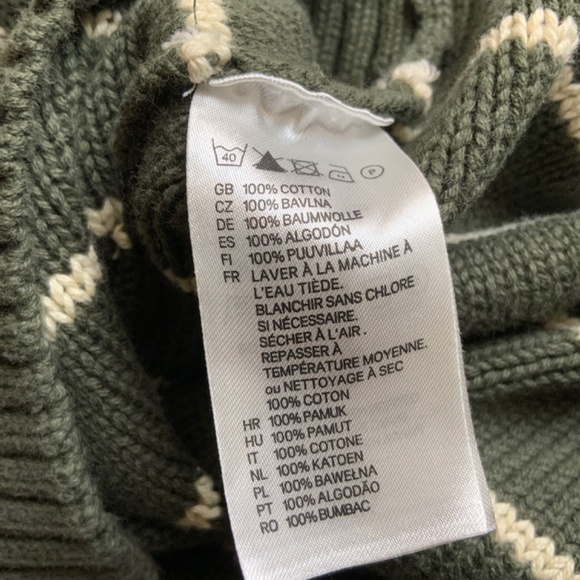 40 P
GB 100% COTTON
CZ 100% BAVLNA
DE 100% BAUMWOLLE
ES 100% ALGODÓN
FI 100% PUUVILLAA
FR LAVER À LA MACHINE À
L'EAU TIÈDE.
BLANCHIR SANS CHLORE
SI NÉCESSAIRE.
SÉCHER À L'AIR.
REPASSER À
TEMPÉRATURE MOYENNE.
ou NETTOYAGE À SEC
100% COTON
HR 100% PAMUK
HU 100% PAMUT
IT 100% COTONE
NL 100% KATOEN
PL 100% BAWEŁNA
PT 100% ALGODÃO
RO 100% BUMBAC